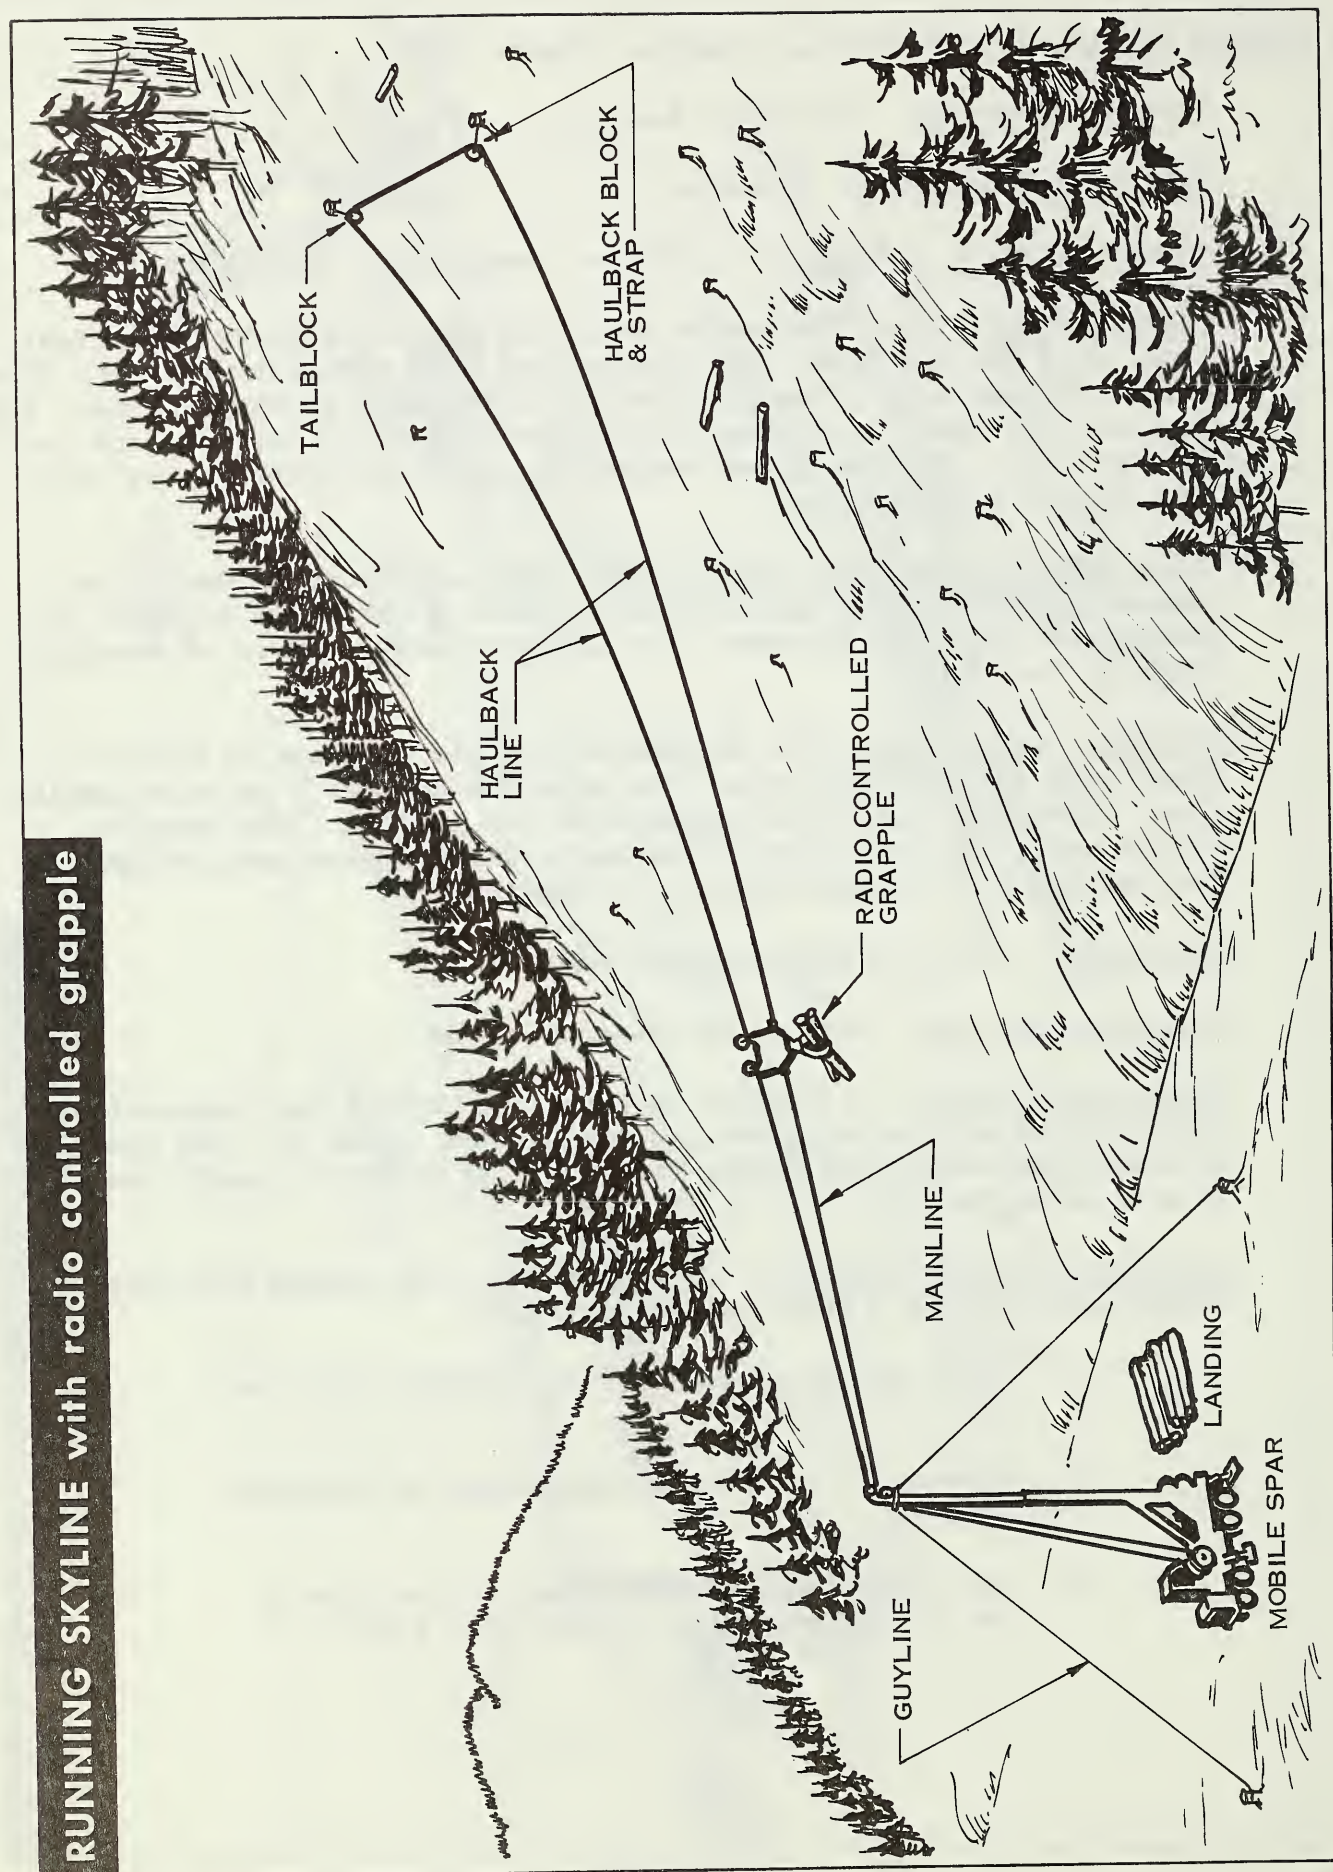 RUNNING SKYLINE with radio controlled grapple
TAILBLOCK
HAULBACK BLOCK
& STRAP
HAULBACK
LINE
RADIO CONTROLLED
GRAPPLE
MAINLINE
GUYLINE
LANDING
MOBILE SPAR